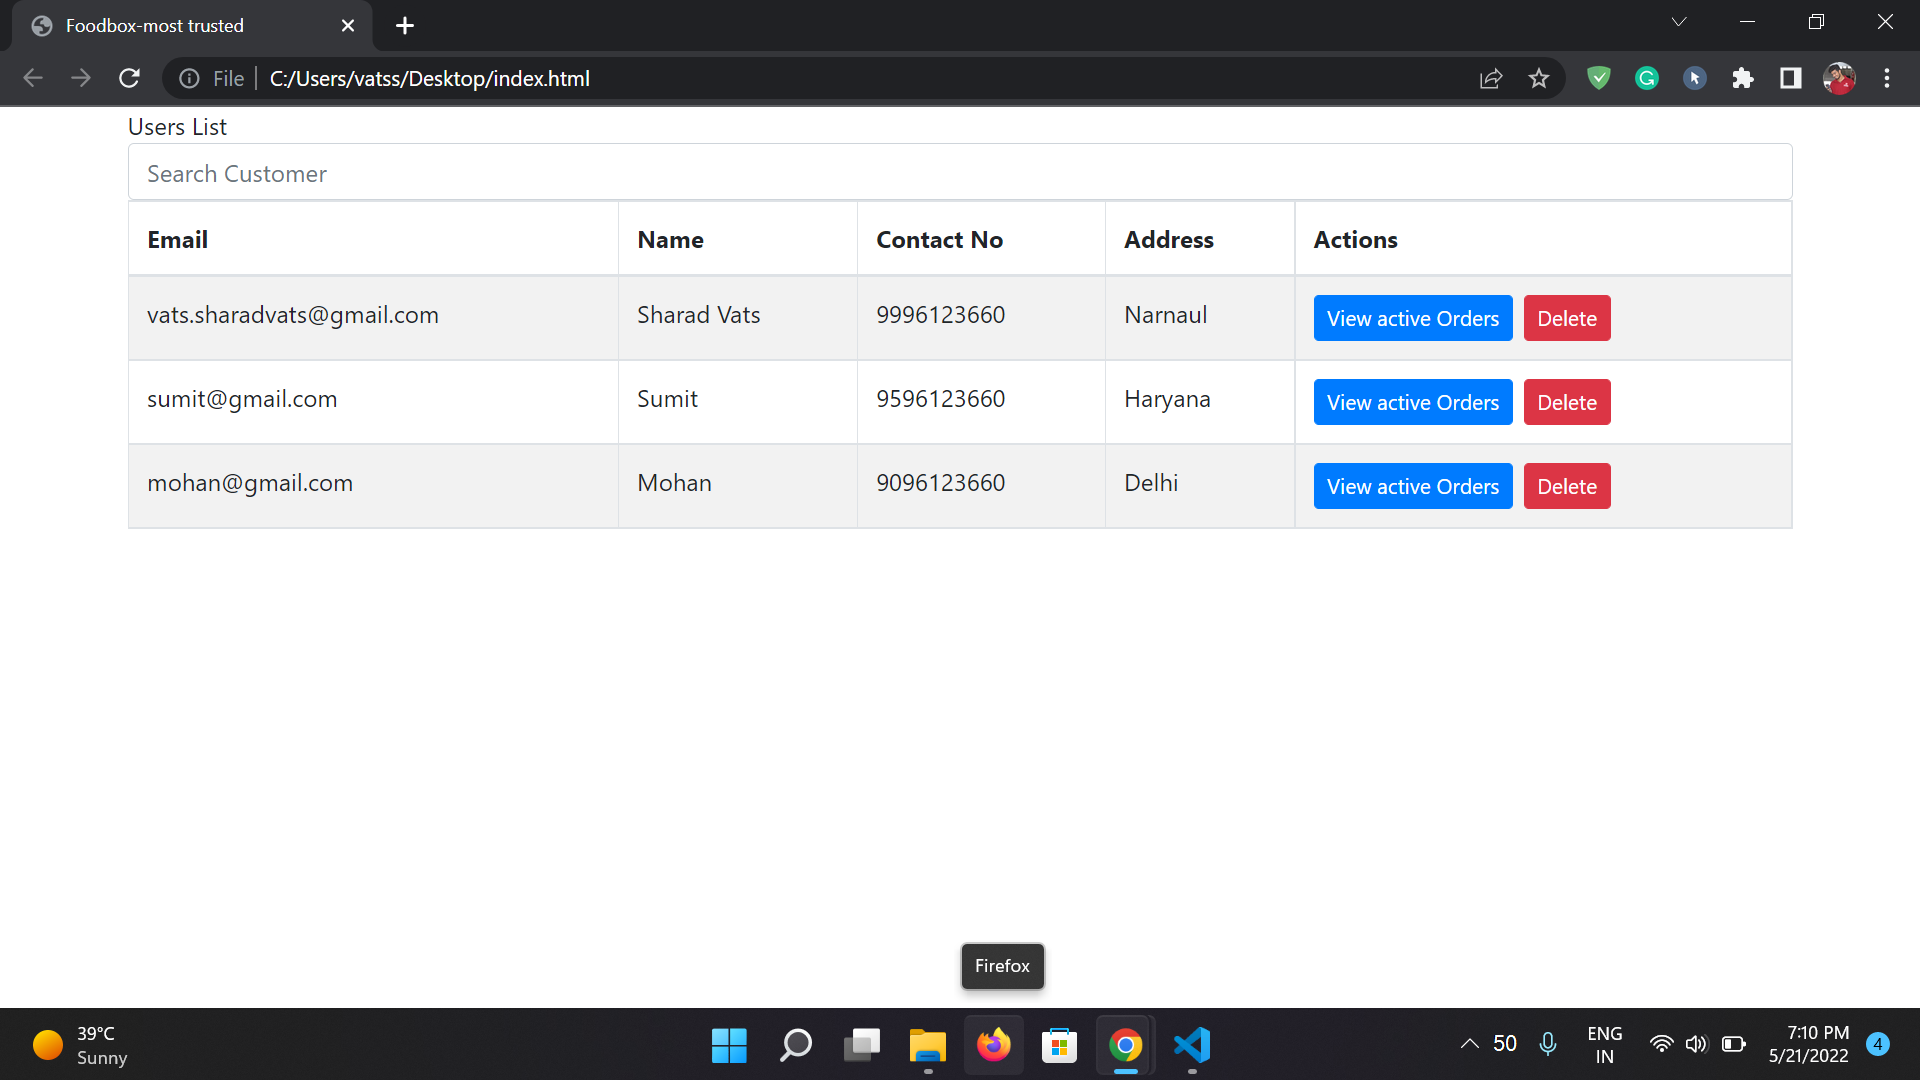 Foodbox-most trusted
File C:/Users/vatss/Desktop/index.html
Users List
Search Customer
Email Name Contact No Address Actions
vats.sharadvats@gmail.com Sharad Vats 9996123660 Narnaul View active Orders Delete
sumit@gmail.com Sumit 9596123660 Haryana View active Orders Delete
mohan@gmail.com Mohan 9096123660 Delhi View active Orders Delete
Firefox
39°C
Sunny
50
ENG
IN
7:10 PM
5/21/2022
4